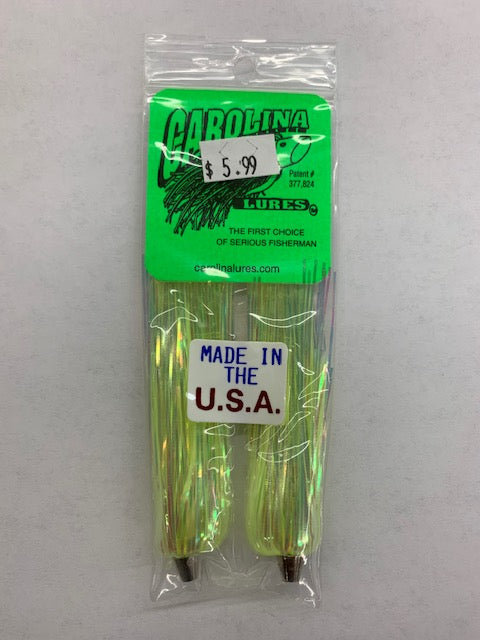 CAROLINA
$ 5.99
Patent #
377,824
LURES
THE FIRST CHOICE
OF SERIOUS FISHERMAN
carolinalures.com
MADE IN
THE
U.S.A.